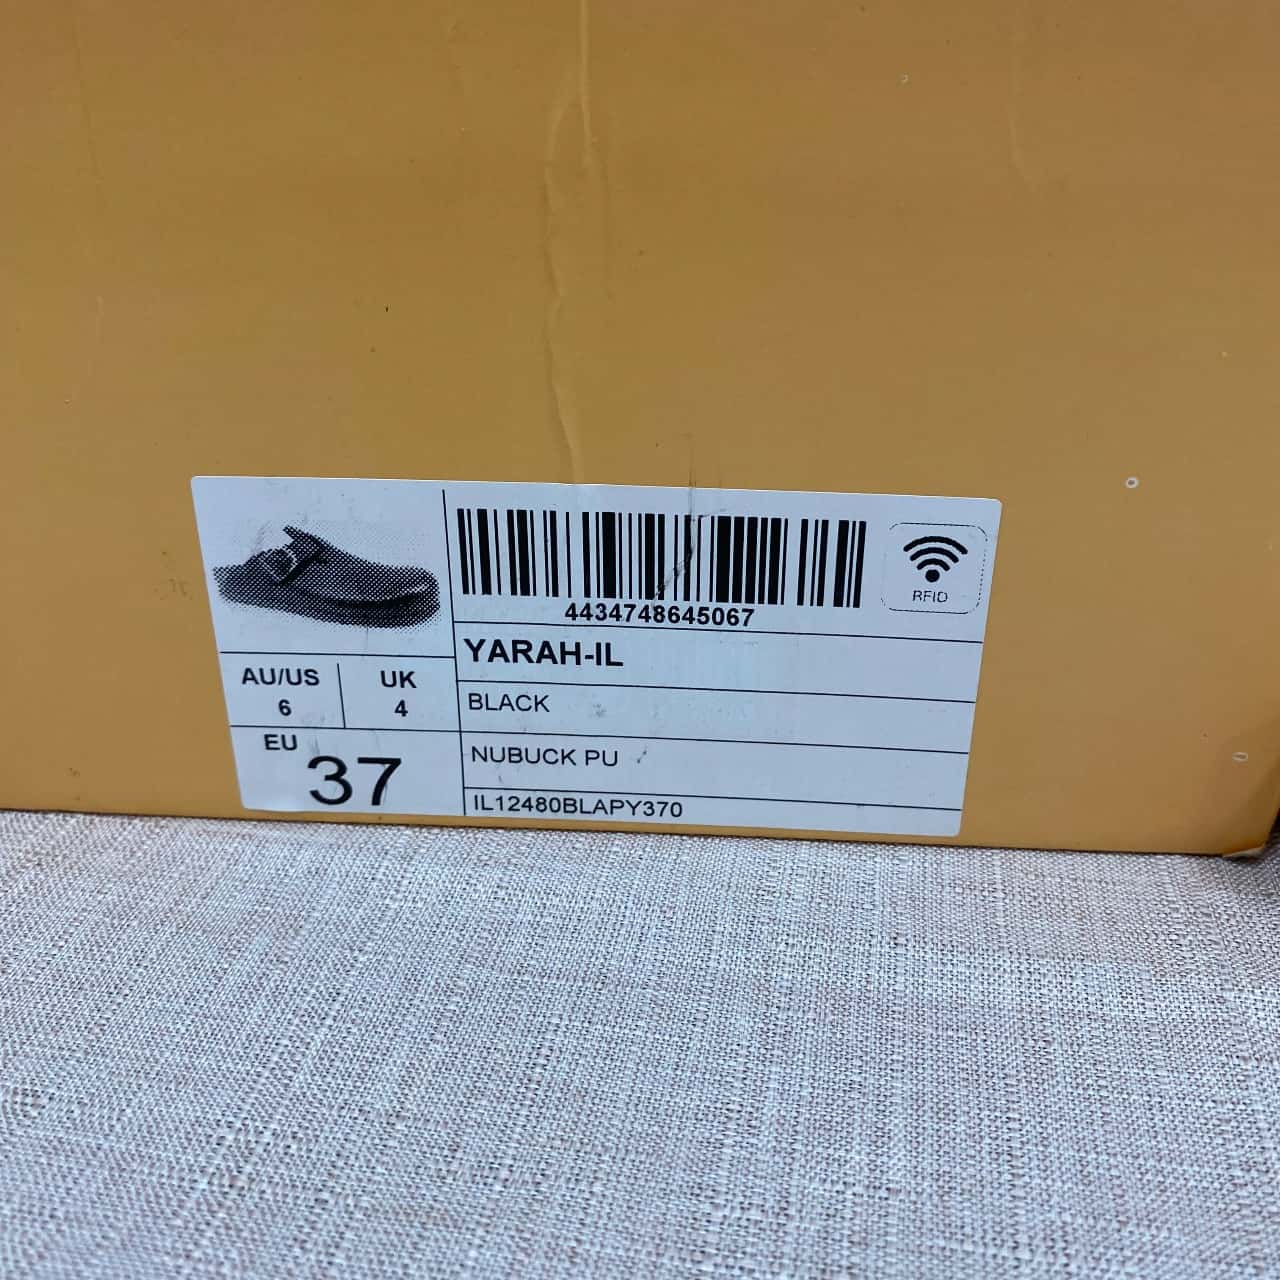 4434748645067
RFID
YARAH-IL
AU/US
6
UK
4
BLACK
EU
37
NUBUCK PU
IL12480BLAPY370